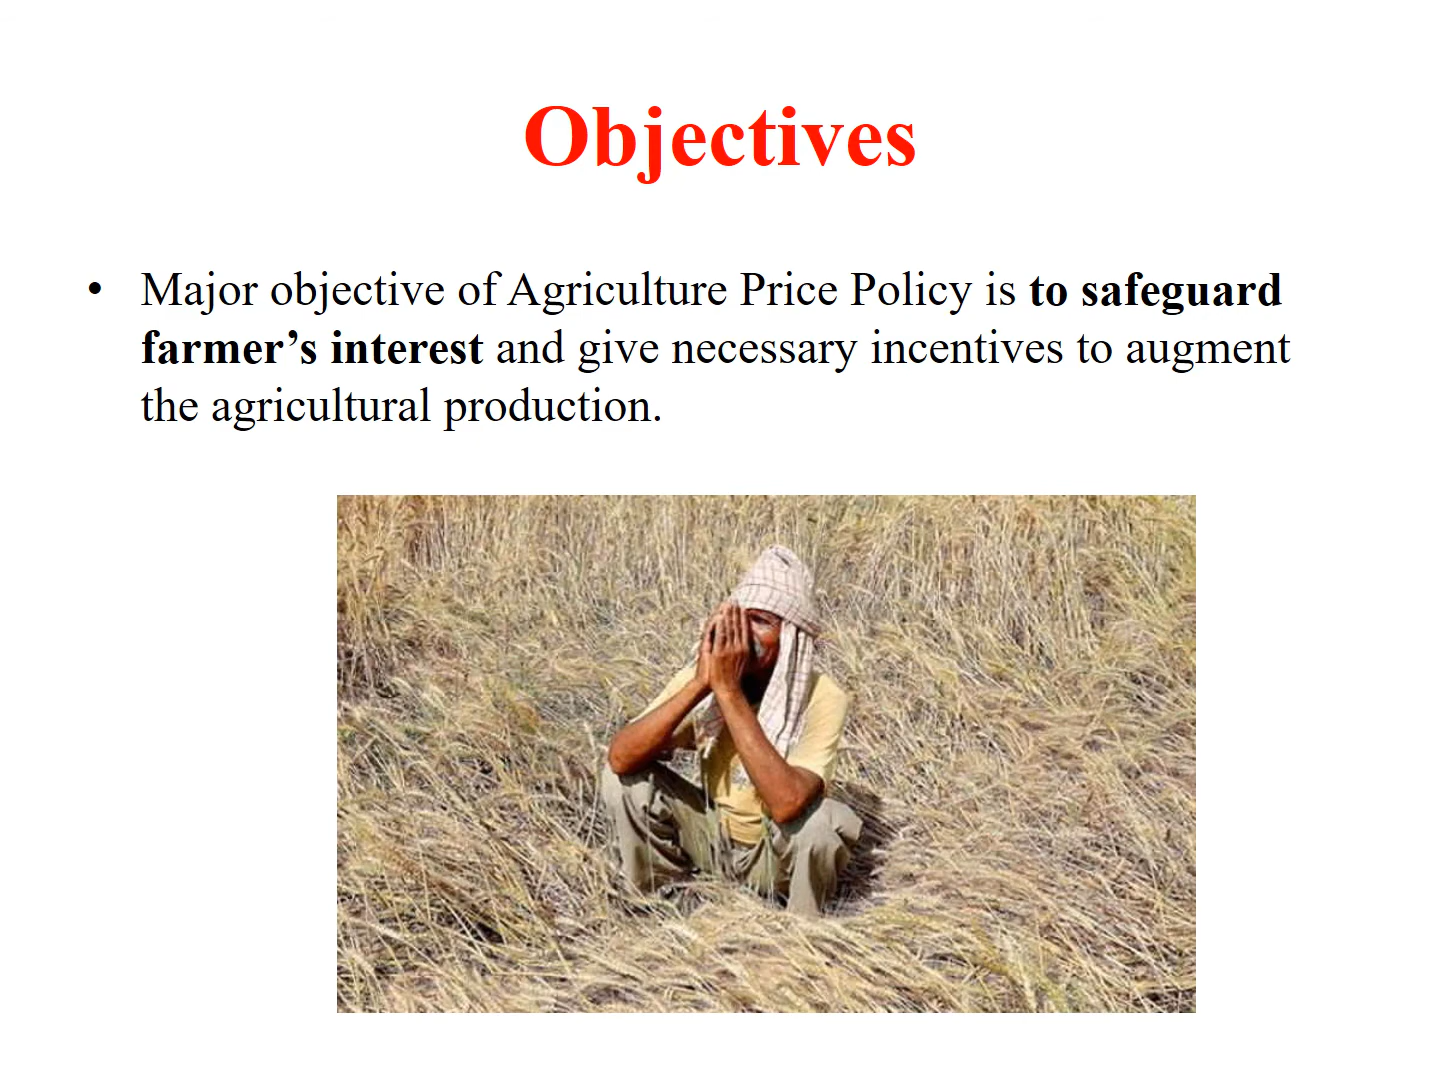 Objectives
• Major objective of Agriculture Price Policy is to safeguard
farmer’s interest and give necessary incentives to augment
the agricultural production.